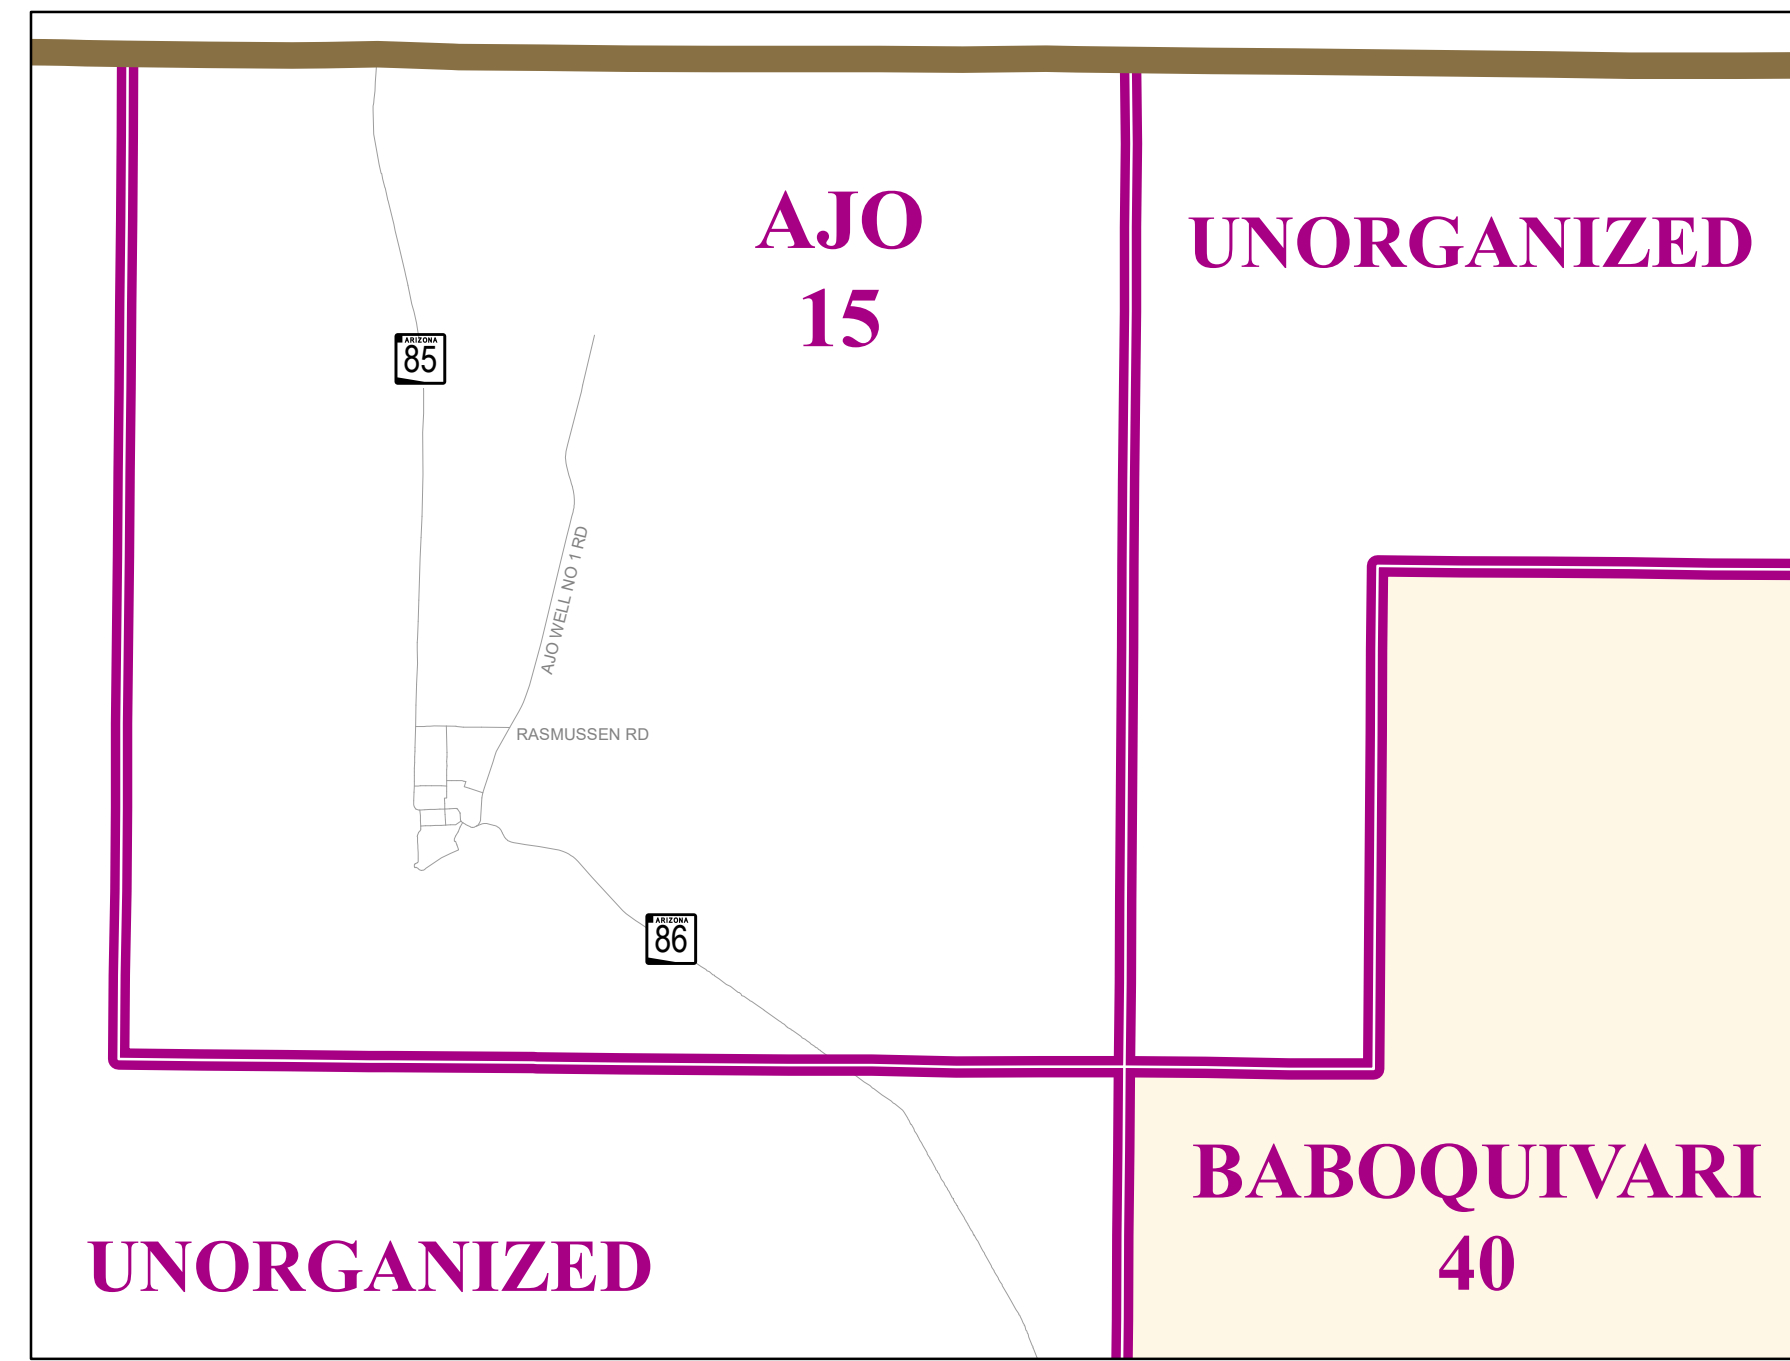 AJO
15
UNORGANIZED
ARIZONA
85
AJO WELL NO 1 RD
RASMUSSEN RD
ARIZONA
86
BABOQUIVARI
40
UNORGANIZED